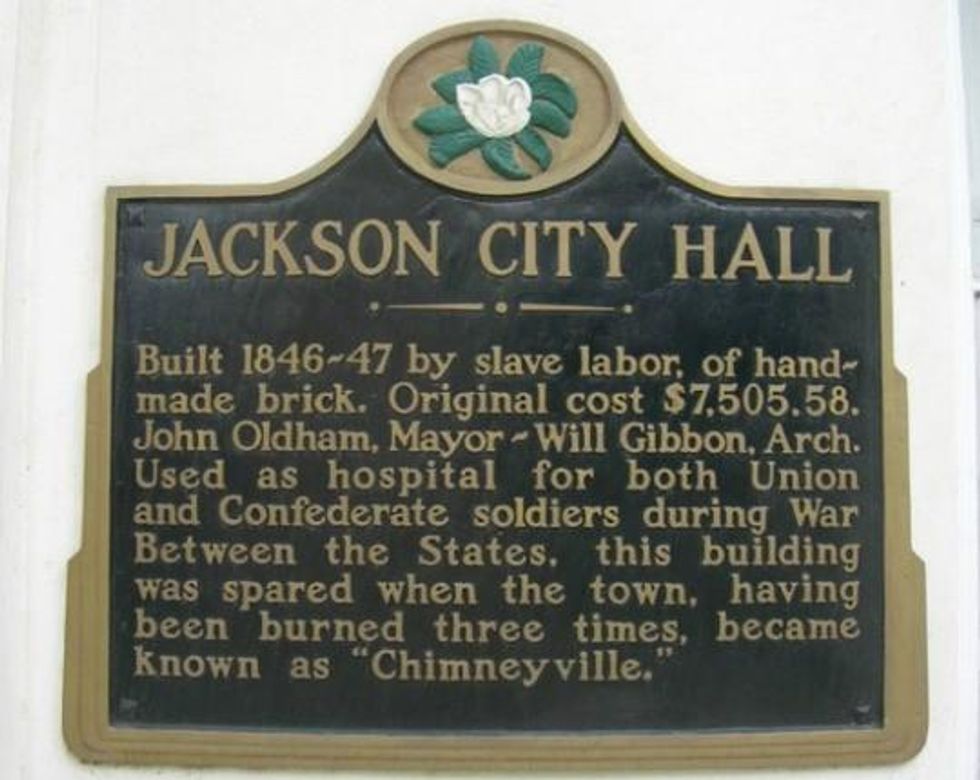 JACKSON CITY HALL
Built 1846~47 by slave labor, of hand~
made brick. Original cost $7,505.58.
John Oldham, Mayor ~ Will Gibbon, Arch.
Used as hospital for both Union
and Confederate soldiers during War
Between the States, this building
was spared when the town, having
been burned three times, became
known as “Chimneyville.”